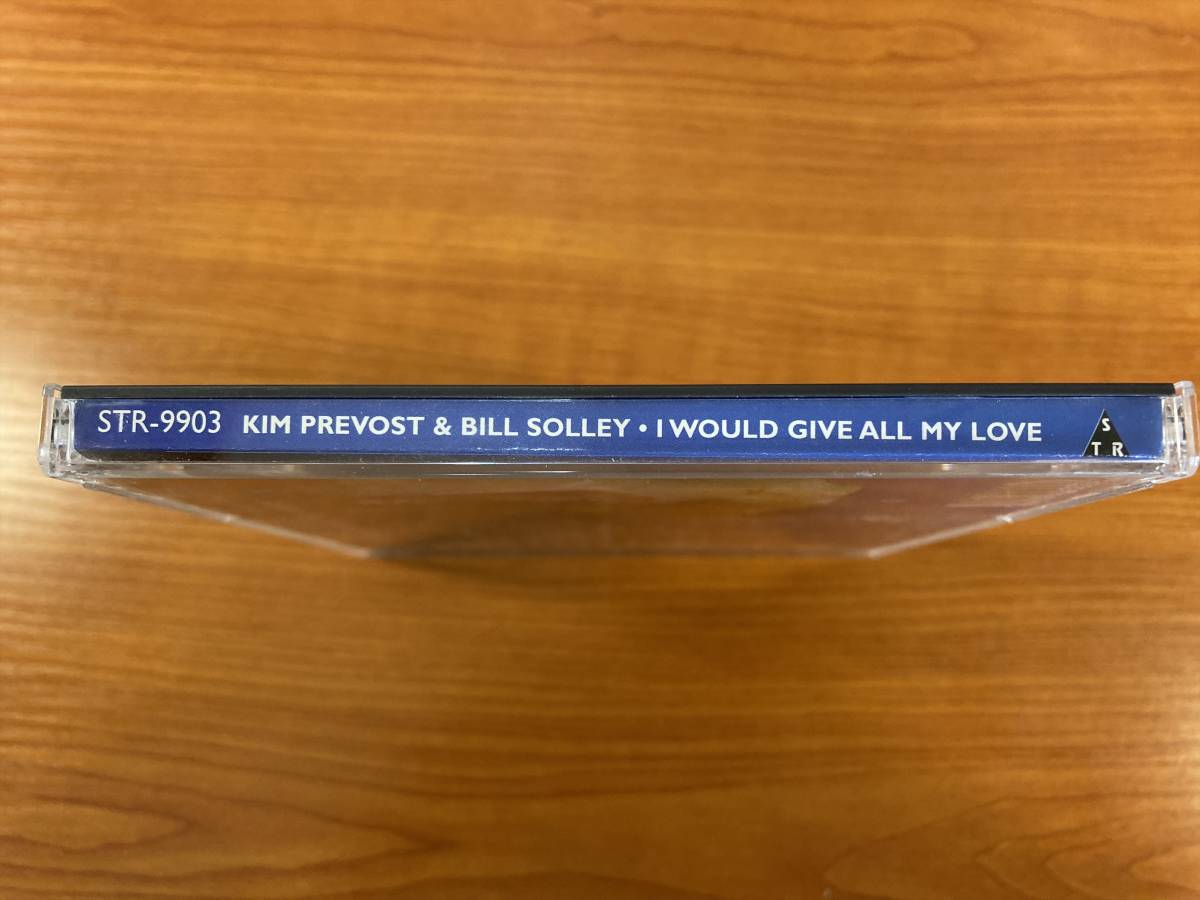 STR-9903 KIM PREVOST & BILL SOLLEY • I WOULD GIVE ALL MY LOVE
S
T R